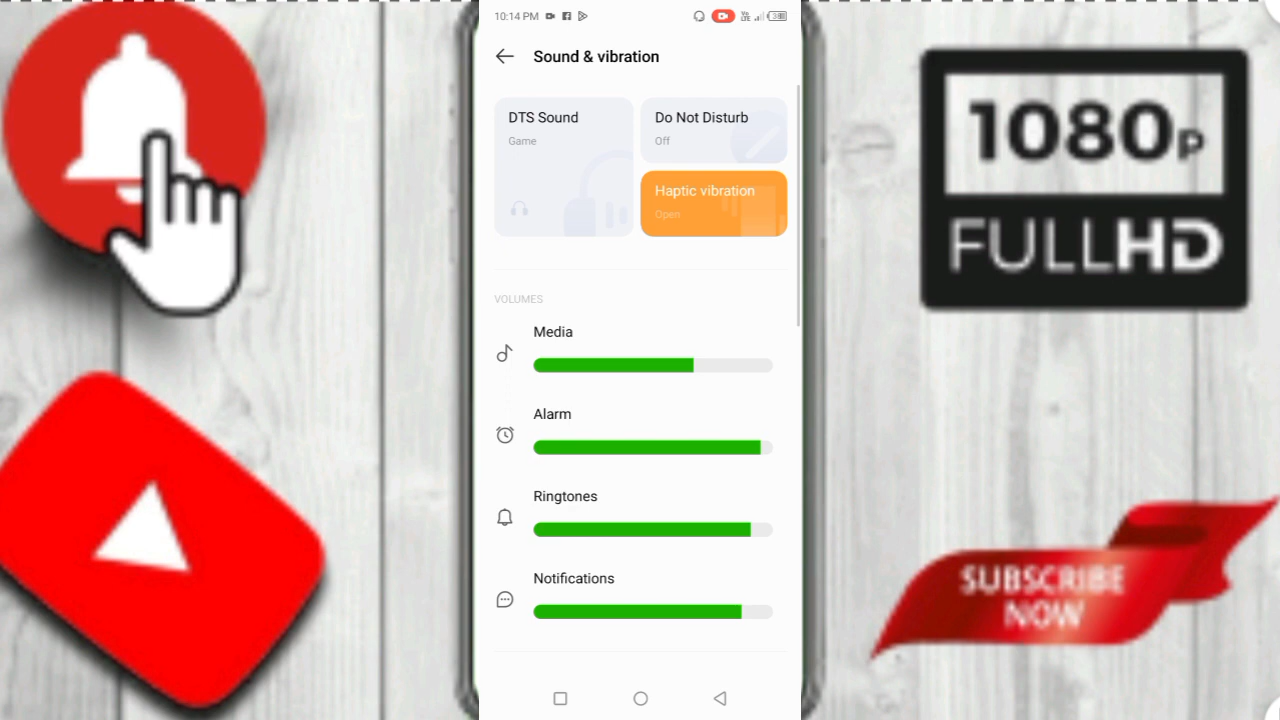 10:14 PM
Sound & vibration
DTS Sound
Game
Do Not Disturb
Off
Haptic vibration
Open
VOLUMES
Media
Alarm
Ringtones
Notifications
1080P
FULLHD
SUBSCRIBE
NOW